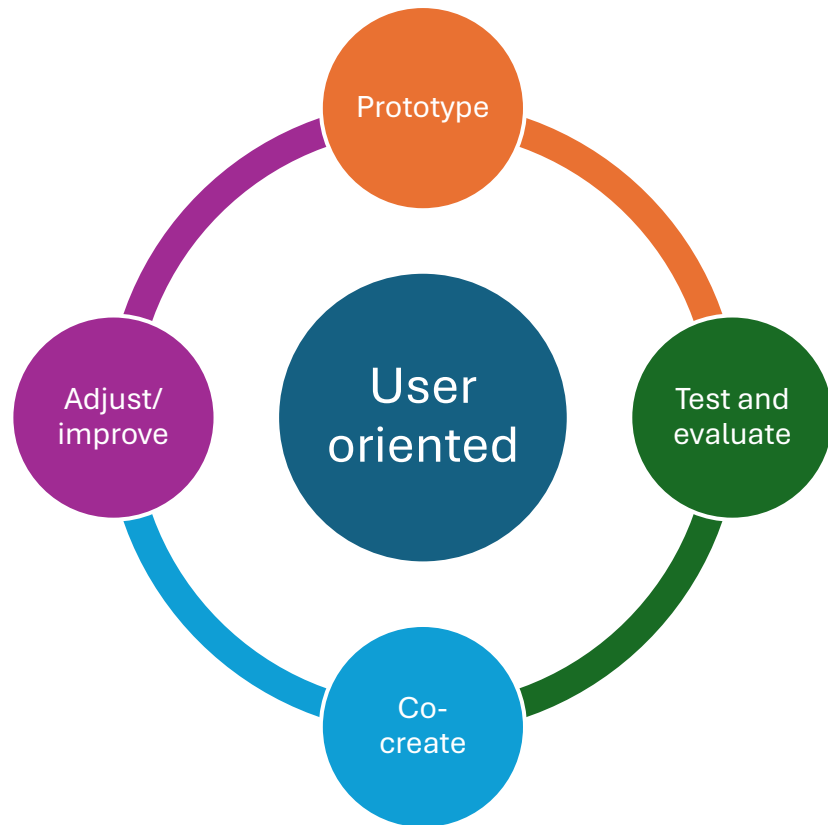 Prototype
Adjust/
improve
User
oriented
Test and
evaluate
Co-
create